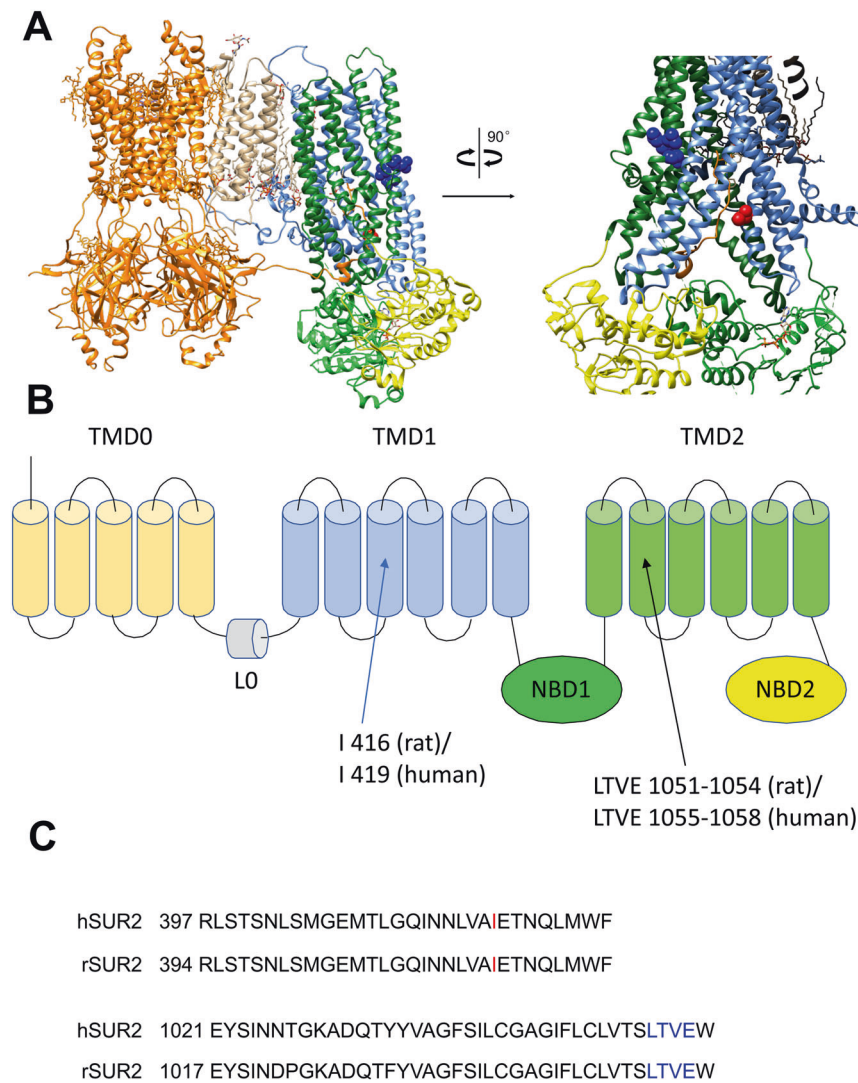 A
90°
B
TMD0 TMD1 TMD2
L0
NBD1 NBD2
I 416 (rat)/
I 419 (human)
LTVE 1051-1054 (rat)/
LTVE 1055-1058 (human)
C
hSUR2 397 RLSTSNLSMGEMTLGQINNLVAIETNQLMWF
rSUR2 394 RLSTSNLSMGEMTLGQINNLVAIETNQLMWF
hSUR2 1021 EYSINNTGKADQTYYVAGFSILCGAGIFLCLVTSLTVEW
rSUR2 1017 EYSINDPGKADQTFYVAGFSILCGAGIFLCLVTSLTVEW